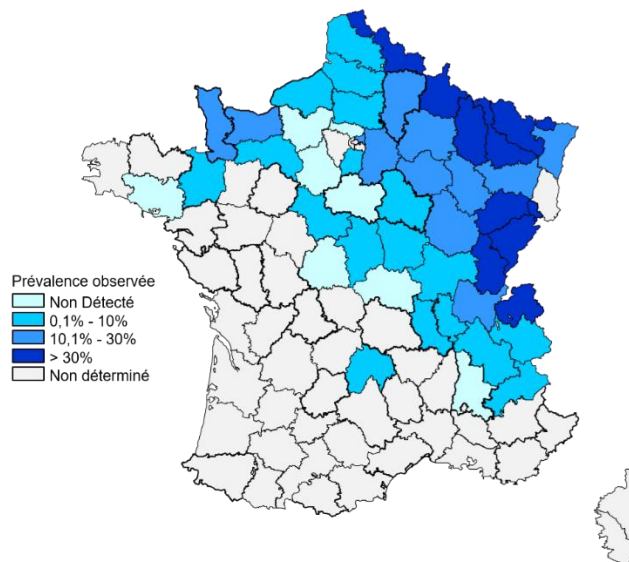 Prévalence observée
Non Détecté
0,1% - 10%
10,1% - 30%
> 30%
Non déterminé